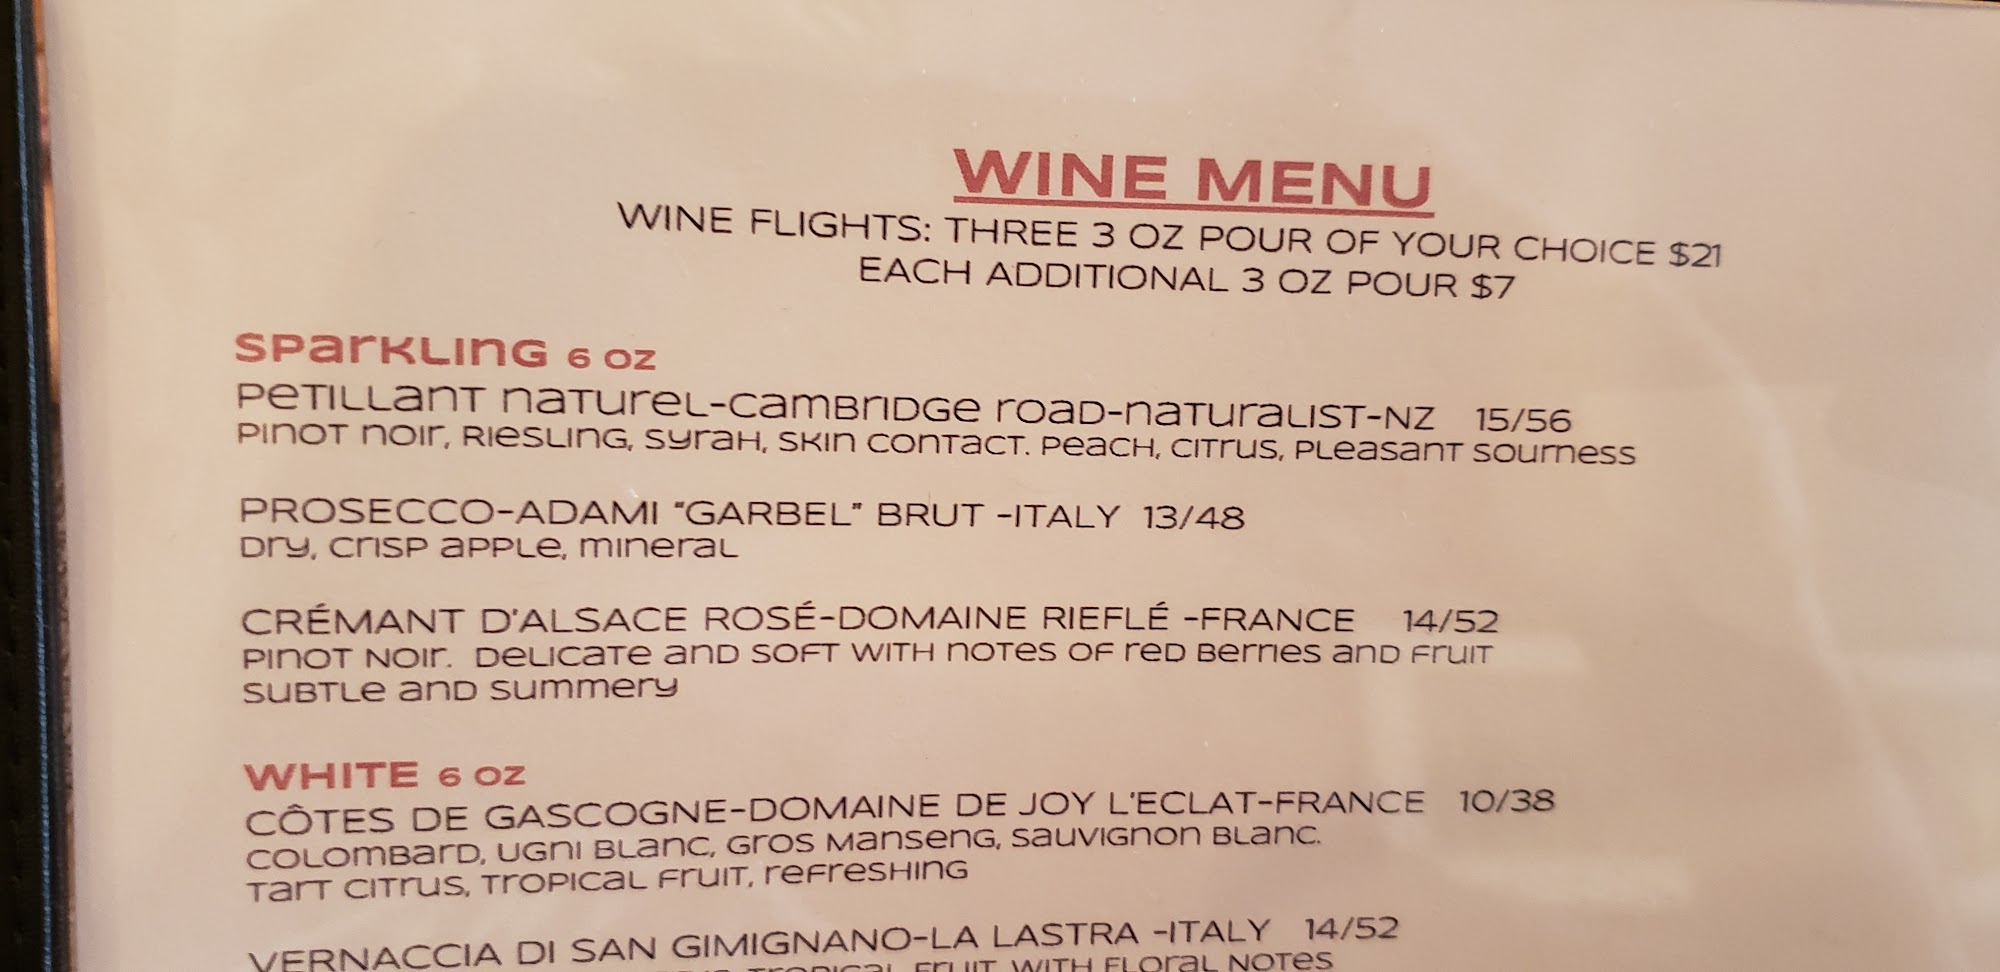 WINE MENU
WINE FLIGHTS: THREE 3 OZ POUR OF YOUR CHOICE $21
EACH ADDITIONAL 3 OZ POUR $7
SPARKLING 6 OZ
PETILLANT NATUREL-CAMBRIDGE ROAD-NATURALIST-NZ 15/56
PINOT NOIR, RIESLING, SYRAH, SKIN CONTACT. PEACH, CITRUS, PLEASANT SOURNESS
PROSECCO-ADAMI "GARBEL" BRUT -ITALY 13/48
DRY, CRISP APPLE, MINERAL
CRÉMANT D'ALSACE ROSÉ-DOMAINE RIEFLÉ -FRANCE 14/52
PINOT NOIR. DELICATE AND SOFT WITH NOTES OF RED BERRIES AND FRUIT
SUBTLE AND SUMMERY
WHITE 6 OZ
CÔTES DE GASCOGNE-DOMAINE DE JOY L'ECLAT-FRANCE 10/38
COLOMBARD, UGNI BLANC, GROS MANSENG, SAUVIGNON BLANC.
TART CITRUS, TROPICAL FRUIT, REFRESHING
VERNACCIA DI SAN GIMIGNANO-LA LASTRA -ITALY 14/52
TROPICAL FRUIT WITH FLORAL NOTES